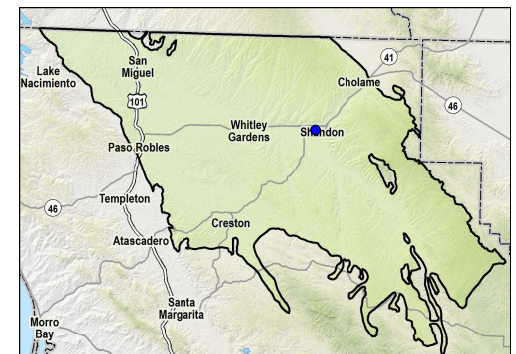 San
Miguel
Lake
Nacimiento
41
Cholame
101
46
Whitley
Gardens
Shandon
Paso Robles
Templeton
46
Creston
Atascadero
Santa
Margarita
Morro
Bay